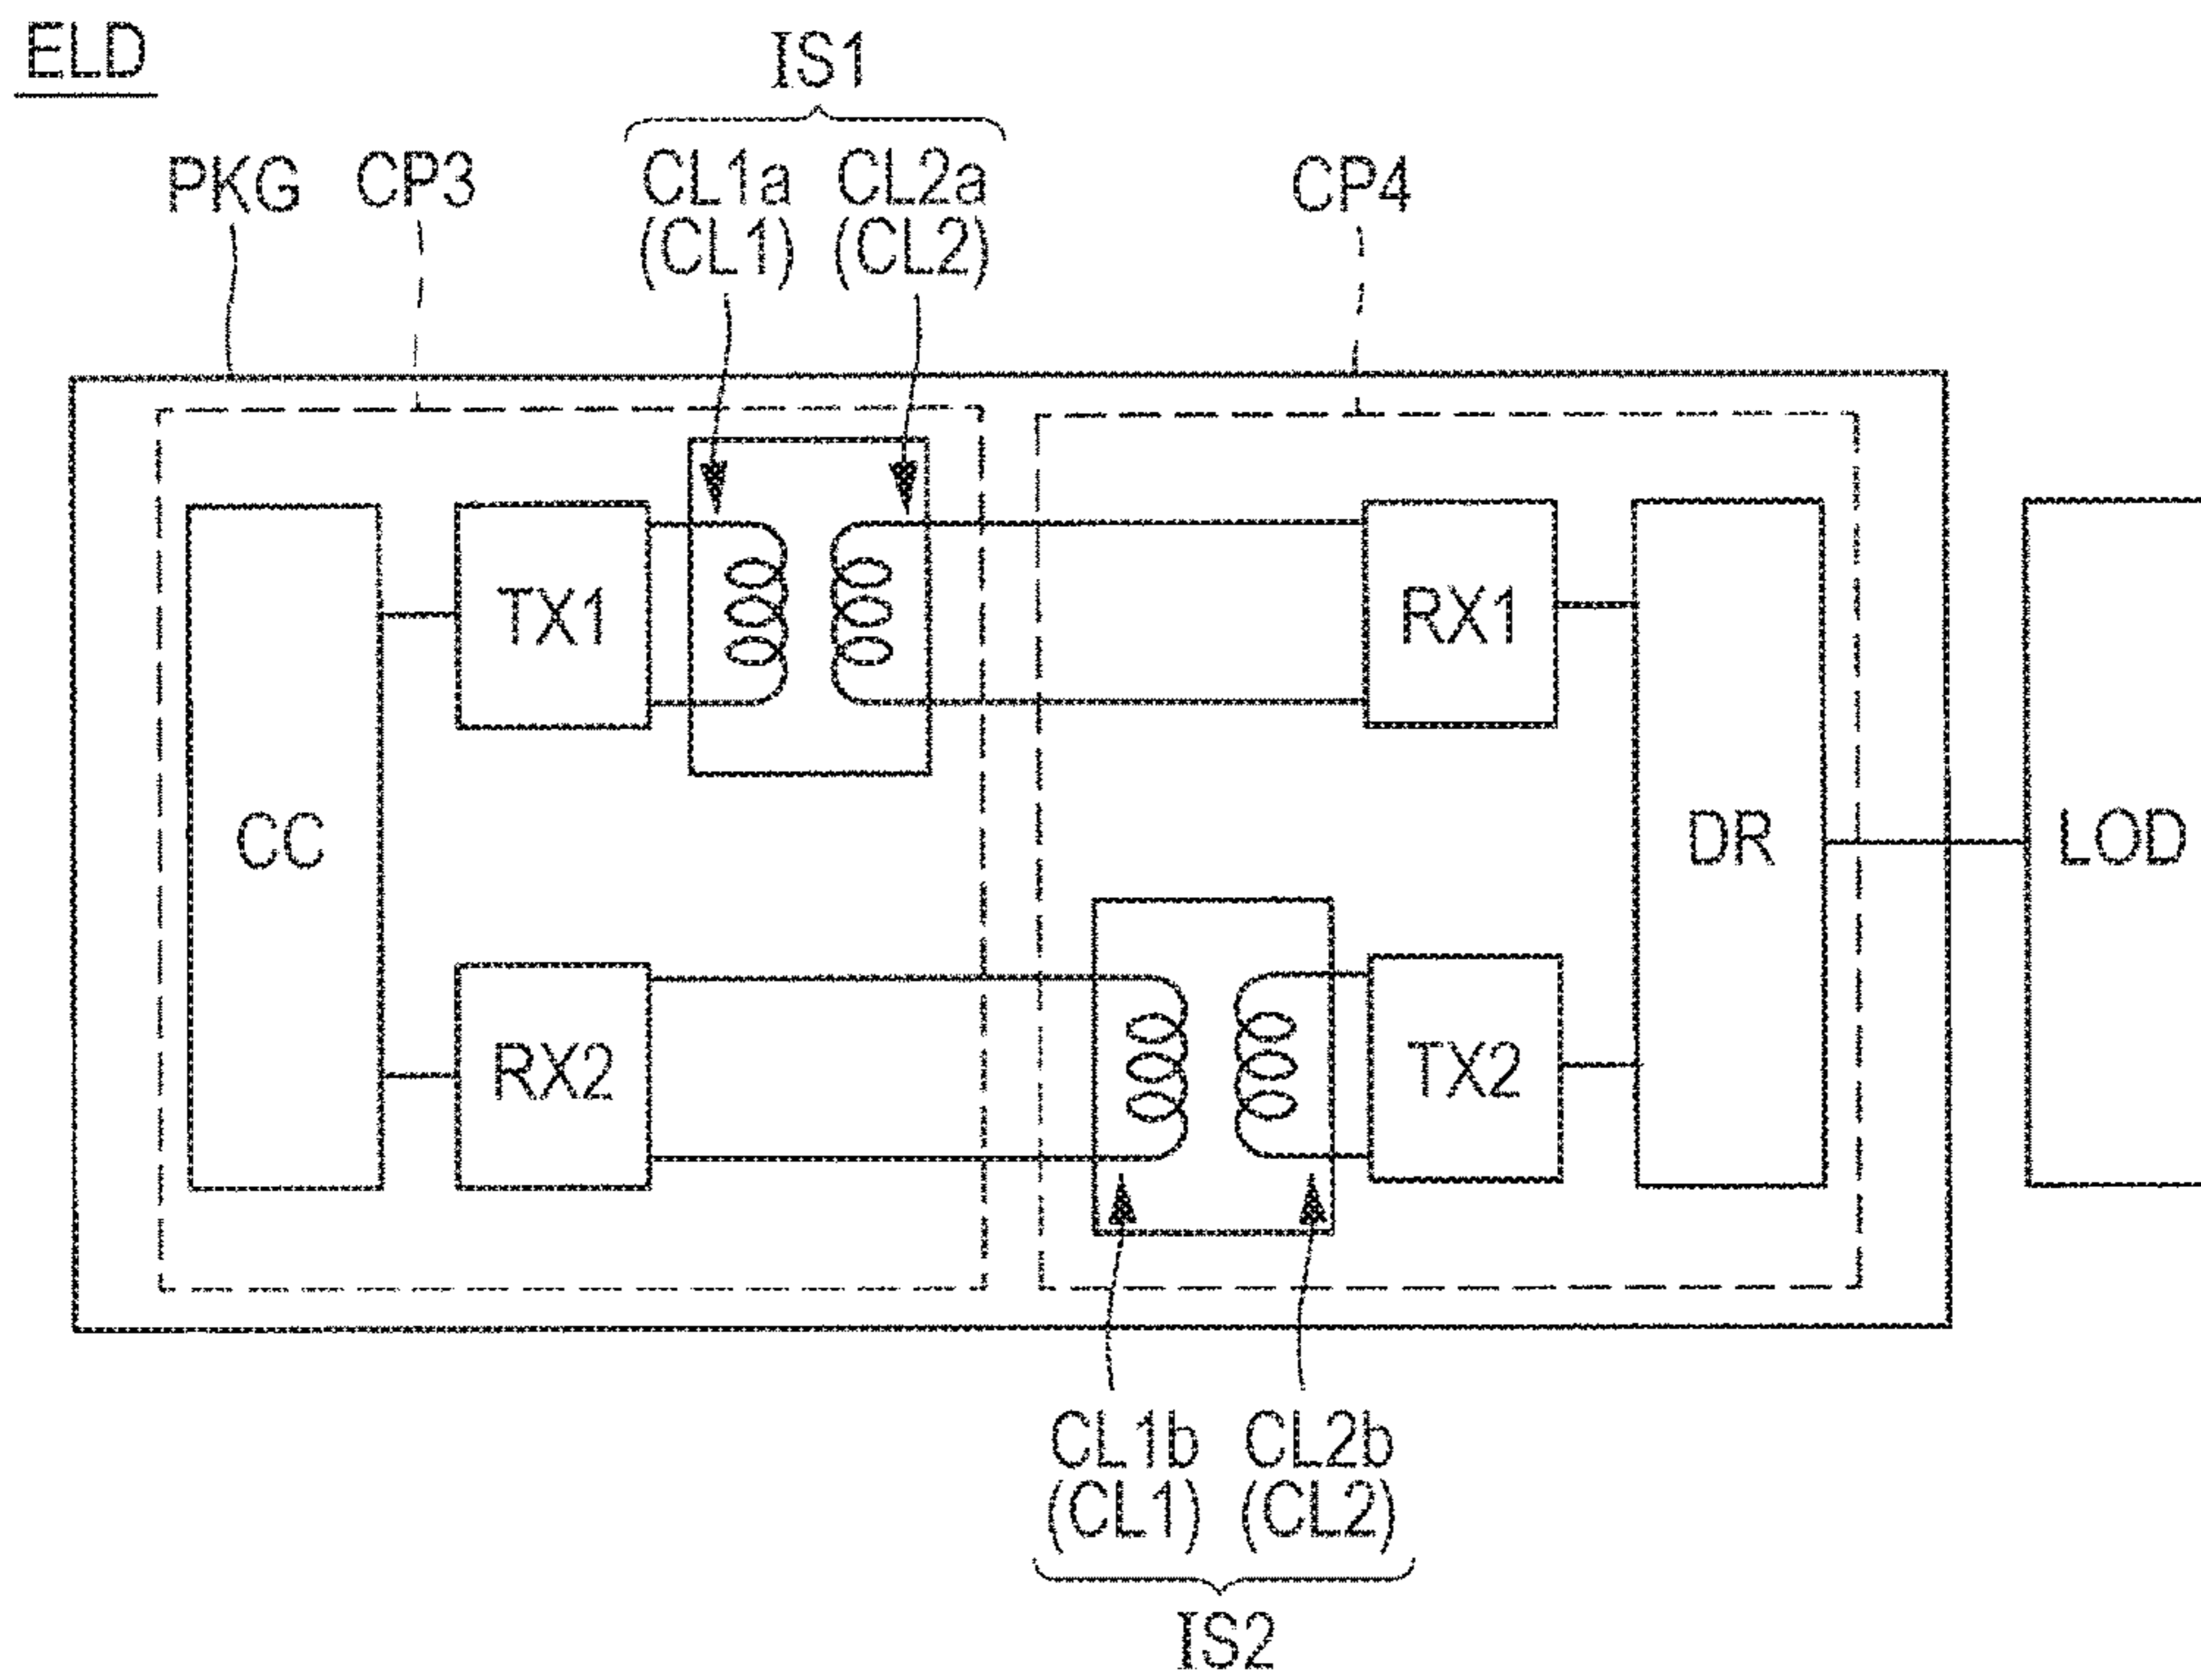 ELD
IS1
PKG CP3 CL1a CL2a CP4
(CL1) (CL2)
TX1 RX1
CC DR LOD
RX2 TX2
CL1b CL2b
(CL1) (CL2)
IS2